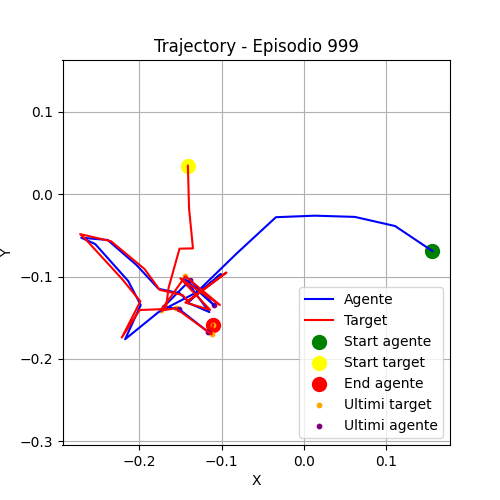 Trajectory - Episodio 999
0.1
0.0
−0.1
−0.2
−0.3
Y
−0.2
−0.1
0.0
0.1
X
Agente
Target
Start agente
Start target
End agente
Ultimi target
Ultimi agente